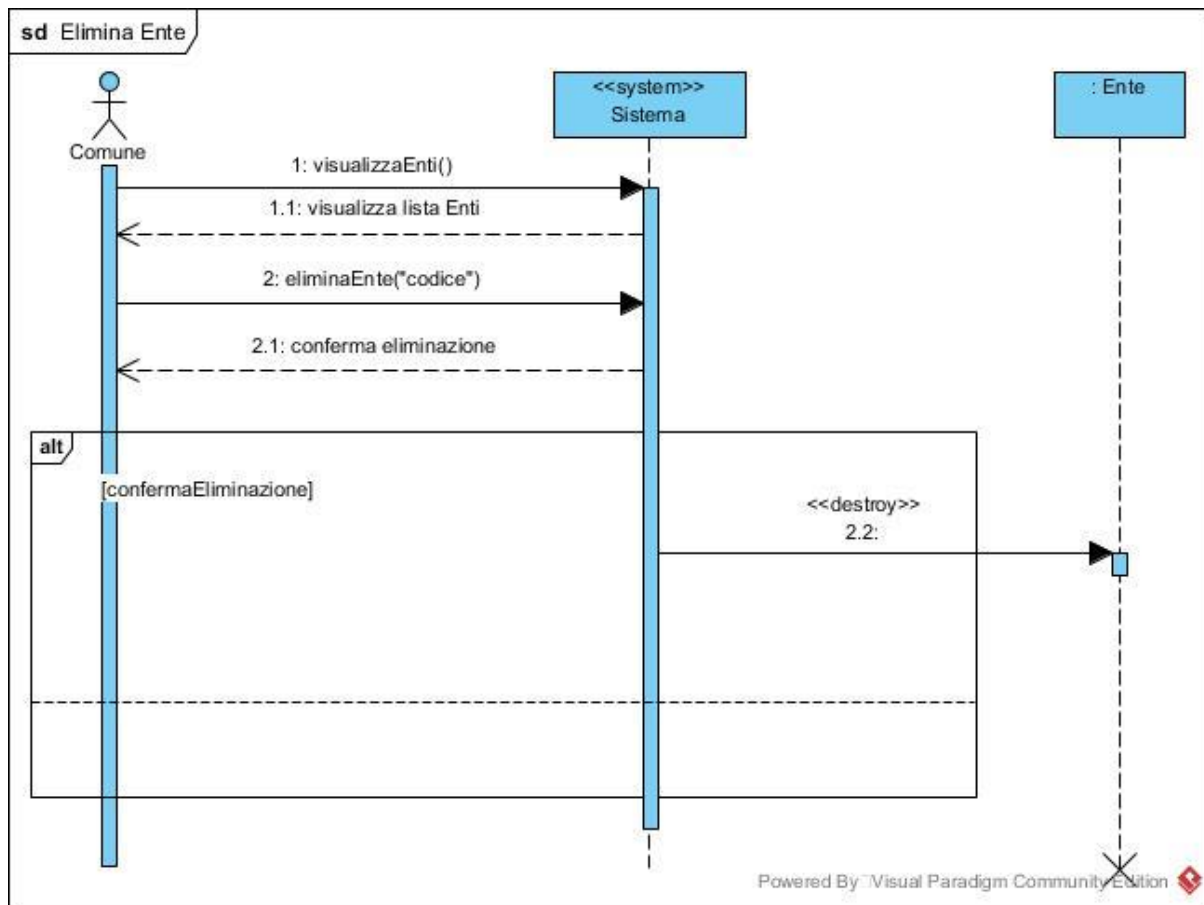 sd Elimina Ente
Comune
<<system>>
Sistema
: Ente
1: visualizzaEnti()
1.1: visualizza lista Enti
2: eliminaEnte("codice")
2.1: conferma eliminazione
alt
[confermaEliminazione]
<<destroy>>
2.2:
Powered By Visual Paradigm Community Edition